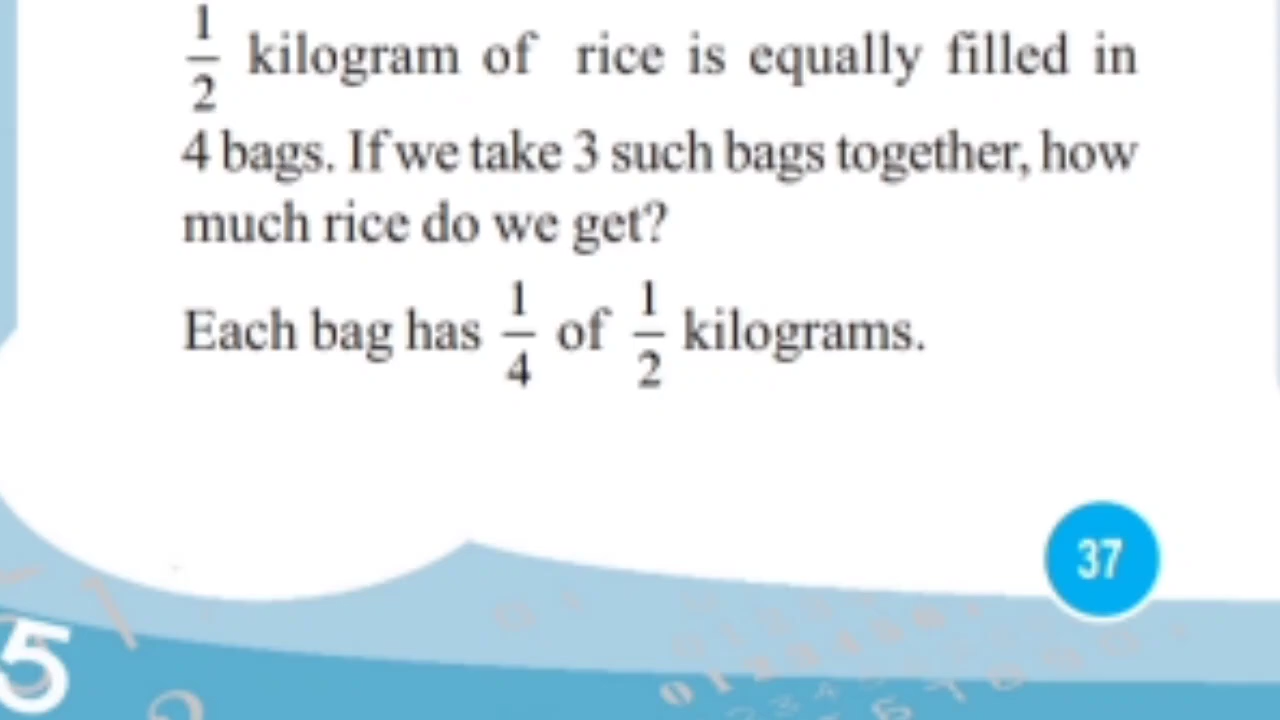 1/2 kilogram of rice is equally filled in
4 bags. If we take 3 such bags together, how
much rice do we get?
Each bag has 1/4 of 1/2 kilograms.
37
5